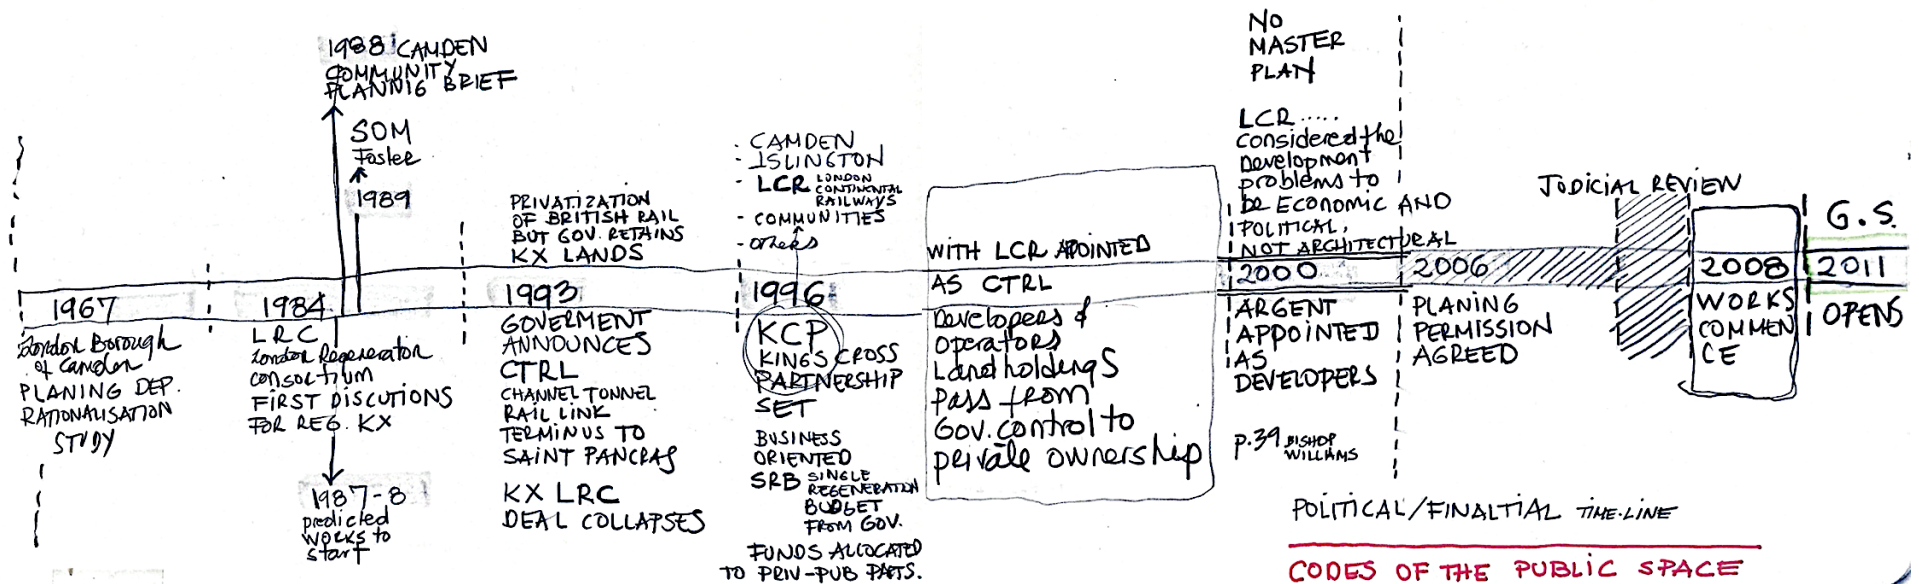 1988 CAMDEN
COMMUNITY
PLANNIG BRIEF
SOM
Foster
1989
1967
London Borough
of Camden
PLANING DEP.
RATIONALISATION
STUDY
1984
LRC
London Regeneration
consortium
FIRST DISCUTIONS
FOR REG. KX
1987-8
predicted
works to
start
PRIVATIZATION
OF BRITISH RAIL
BUT GOV. RETAINS
KX LANDS
1993
GOVERMENT
ANNOUNCES
CTRL
CHANNEL TONNEL
RAIL LINK
TERMINUS TO
SAINT PANCRAS
KX LRC
DEAL COLLAPSES
· CAMDEN
- ISLINGTON
- LCR LONDON
CONTINENTAL
RAILWAYS
- COMMUNITIES
- others
1996
KCP
KING'S CROSS
PARTNERSHIP
SET
BUSINESS
ORIENTED
SRB SINGLE
REGENERATION
BUDGET
FROM GOV.
FUNDS ALLOCATED
TO PRIV-PUB PATS.
WITH LCR APOINTED
AS CTRL
Developers &
operators
Landholdings
pass from
Gov. control to
private ownership
NO
MASTER
PLAN
LCR .....
considered the
Development
problems to
be ECONOMIC AND
POLITICAL,
NOT ARCHITECTURAL
2000
ARGENT
APPOINTED
AS
DEVELOPERS
p.39 BISHOP
WILLIAMS
2006
PLANING
PERMISSION
AGREED
JUDICIAL REVIEW
2008
WORKS
COMMEN
CE
G.S.
2011
OPENS
POLITICAL/FINALTIAL TIME-LINE
CODES OF THE PUBLIC SPACE